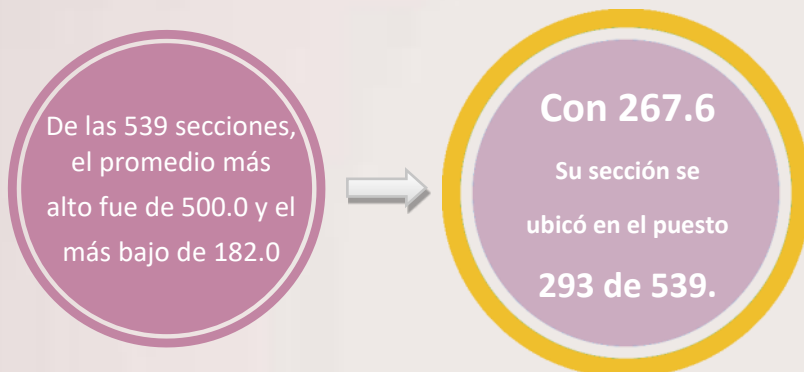 De las 539 secciones,
el promedio más
alto fue de 500.0 y el
más bajo de 182.0
Con 267.6
Su sección se
ubicó en el puesto
293 de 539.